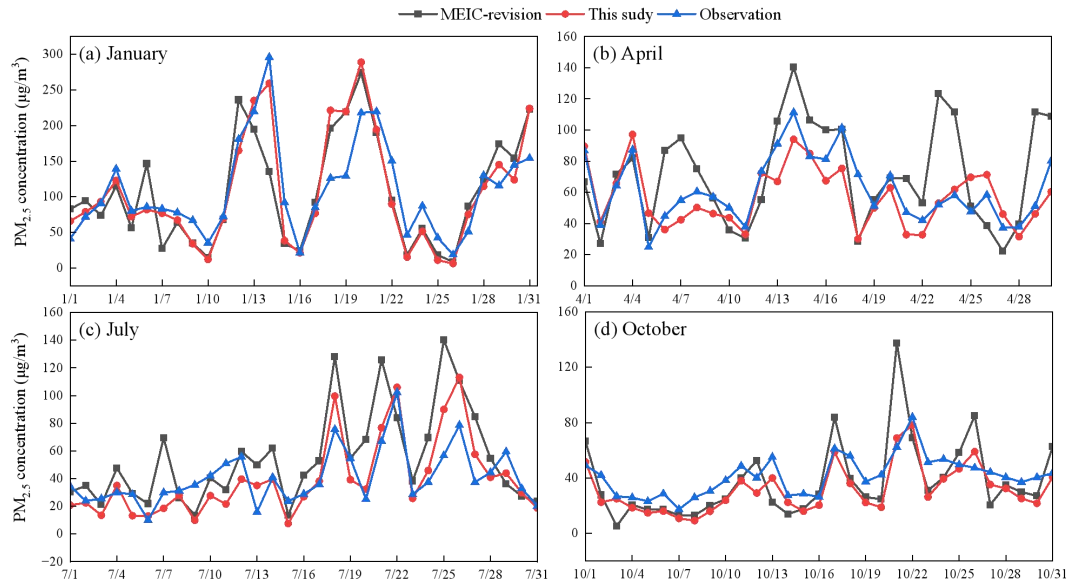 MEIC-revision This sudy Observation
(a) January
PM2.5 concentration (μg/m3)
300
250
200
150
100
50
0
1/1 1/4 1/7 1/10 1/13 1/16 1/19 1/22 1/25 1/28 1/31
(b) April
160
140
120
100
80
60
40
20
0
4/1 4/4 4/7 4/10 4/13 4/16 4/19 4/22 4/25 4/28
(c) July
PM2.5 concentration (μg/m3)
160
140
120
100
80
60
40
20
0
−20
7/1 7/4 7/7 7/10 7/13 7/16 7/19 7/22 7/25 7/28 7/31
(d) October
160
120
80
40
0
10/1 10/4 10/7 10/10 10/13 10/16 10/19 10/22 10/25 10/28 10/31